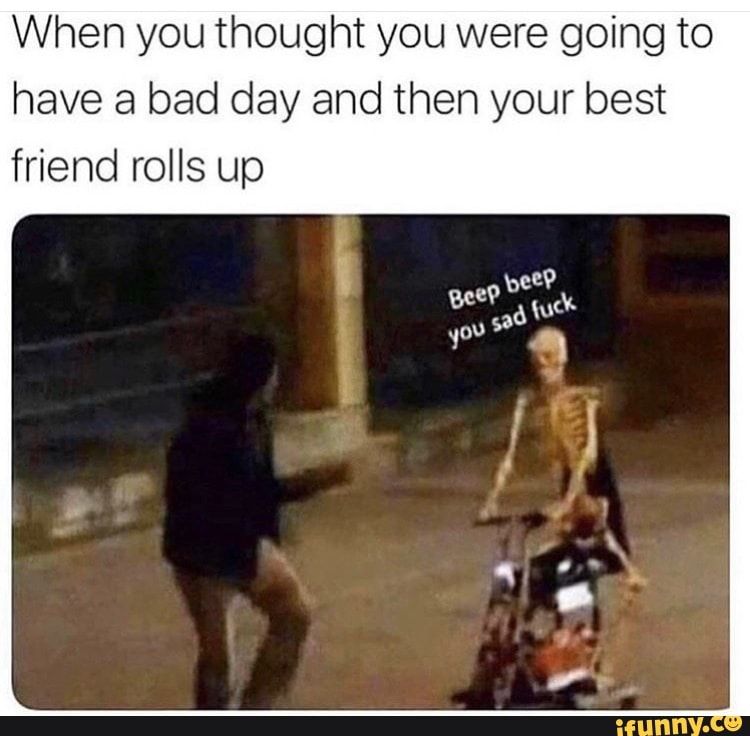 When you thought you were going to
have a bad day and then your best
friend rolls up
Beep beep
you sad fuck
ifunny.co